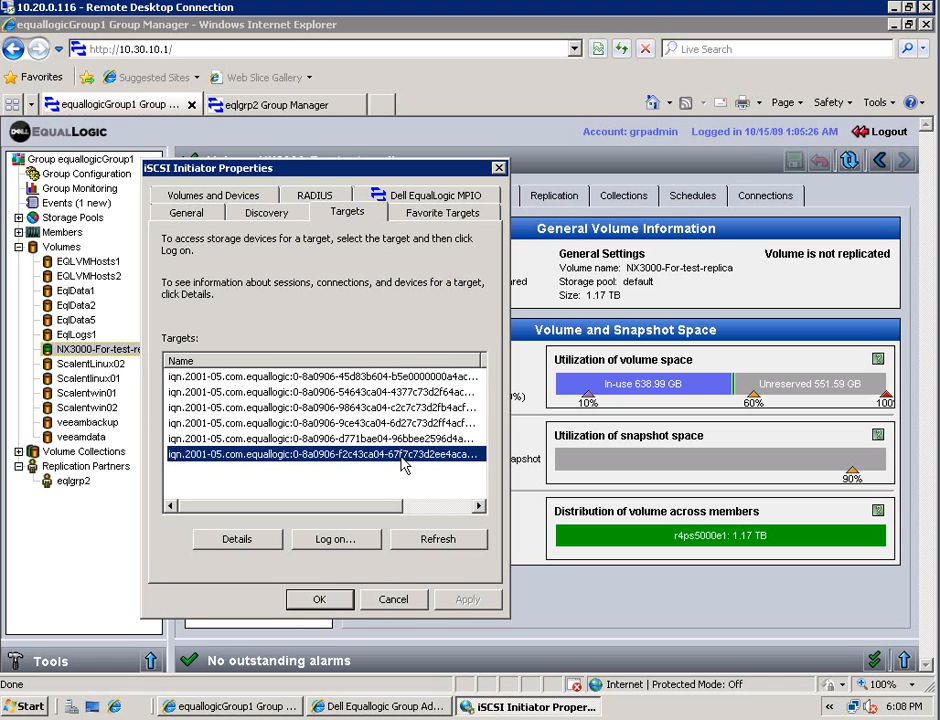 10.20.0.116 - Remote Desktop Connection
equallogicGroup1 Group Manager - Windows Internet Explorer
http://10.30.10.1/
Live Search
Favorites
Suggested Sites
Web Slice Gallery
equallogicGroup1 Group ...
eqlgrp2 Group Manager
Page
Safety
Tools
DELL EQUALLOGIC
Account: grpadmin
Logged in 10/15/09 1:05:26 AM
Logout
Group equallogicGroup1
Group Configuration
Group Monitoring
Events (1 new)
Storage Pools
Members
Volumes
EQLVMHosts1
EQLVMHosts2
EqlData1
EqlData2
EqlData5
EqlLogs1
NX3000-For-test-re
ScalentLinux02
Scalentlinux01
Scalentwin01
Scalentwin02
veeambackup
veeamdata
Volume Collections
Replication Partners
eqlgrp2
iSCSI Initiator Properties
Volumes and Devices
RADIUS
Dell EqualLogic MPIO
General
Discovery
Targets
Favorite Targets
To access storage devices for a target, select the target and then click
Log on.
To see information about sessions, connections, and devices for a target,
click Details.
Targets:
Name
iqn.2001-05.com.equallogic:0-8a0906-45d83b604-b5e0000000a4ac...
iqn.2001-05.com.equallogic:0-8a0906-54643ca04-4377c73d2f64ac...
iqn.2001-05.com.equallogic:0-8a0906-98643ca04-c2c7c73d2fb4acf...
iqn.2001-05.com.equallogic:0-8a0906-9ce43ca04-6d27c73d2ff4acf...
iqn.2001-05.com.equallogic:0-8a0906-d771bae04-96bbee2596d4a...
iqn.2001-05.com.equallogic:0-8a0906-f2c43ca04-67f7c73d2ee4aca...
Details
Log on...
Refresh
OK
Cancel
Apply
Replication
Collections
Schedules
Connections
General Volume Information
General Settings
Volume is not replicated
Volume name: NX3000-For-test-replica
Storage pool: default
Size: 1.17 TB
ared
Volume and Snapshot Space
Utilization of volume space
In-use 638.99 GB
Unreserved 551.59 GB
%)
10%
60%
100
Utilization of snapshot space
apshot
90%
Distribution of volume across members
r4ps5000e1: 1.17 TB
Tools
No outstanding alarms
Done
Internet | Protected Mode: Off
100%
Start
equallogicGroup1 Group ...
Dell Equallogic Group Ad...
iSCSI Initiator Proper...
6:08 PM